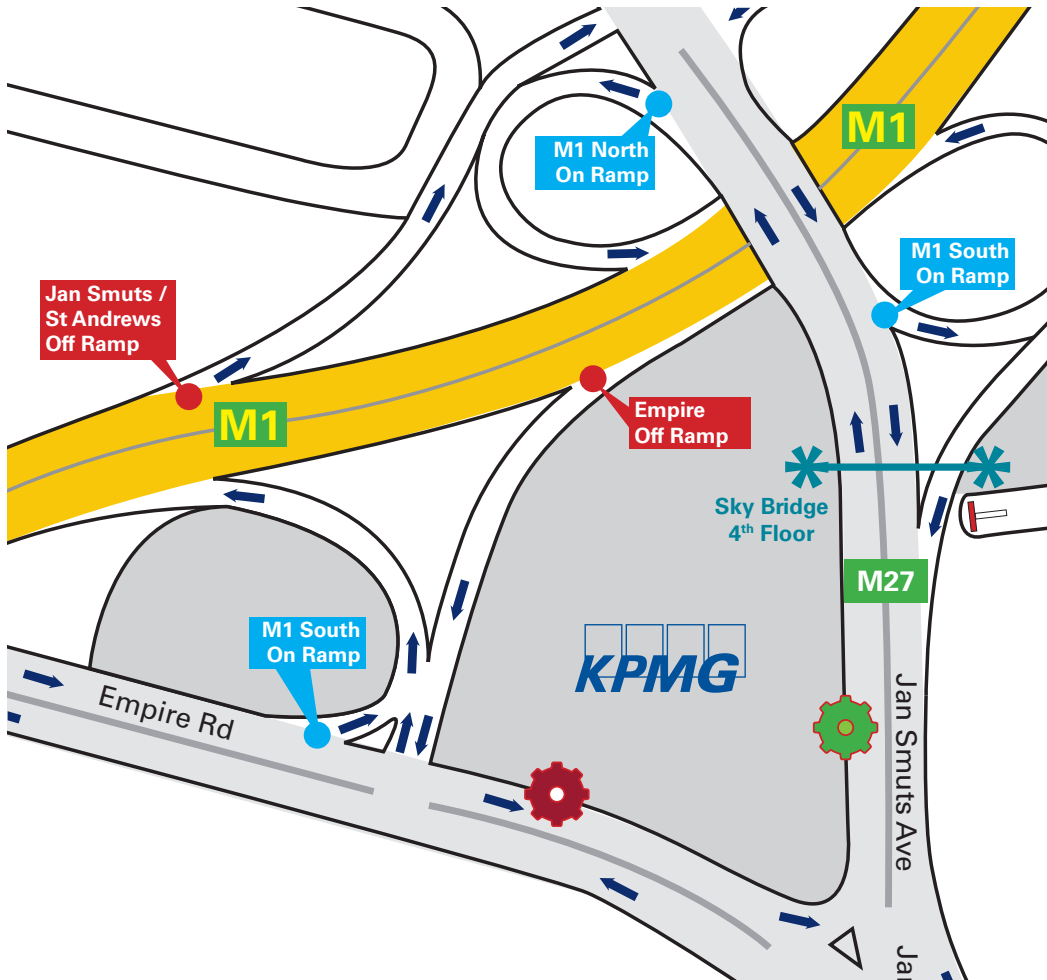 M1
M1 North
On Ramp
M1 South
On Ramp
Jan Smuts /
St Andrews
Off Ramp
M1
Empire
Off Ramp
Sky Bridge
4th Floor
M27
M1 South
On Ramp
KPMG
Empire Rd
Jan Smuts Ave
Ja